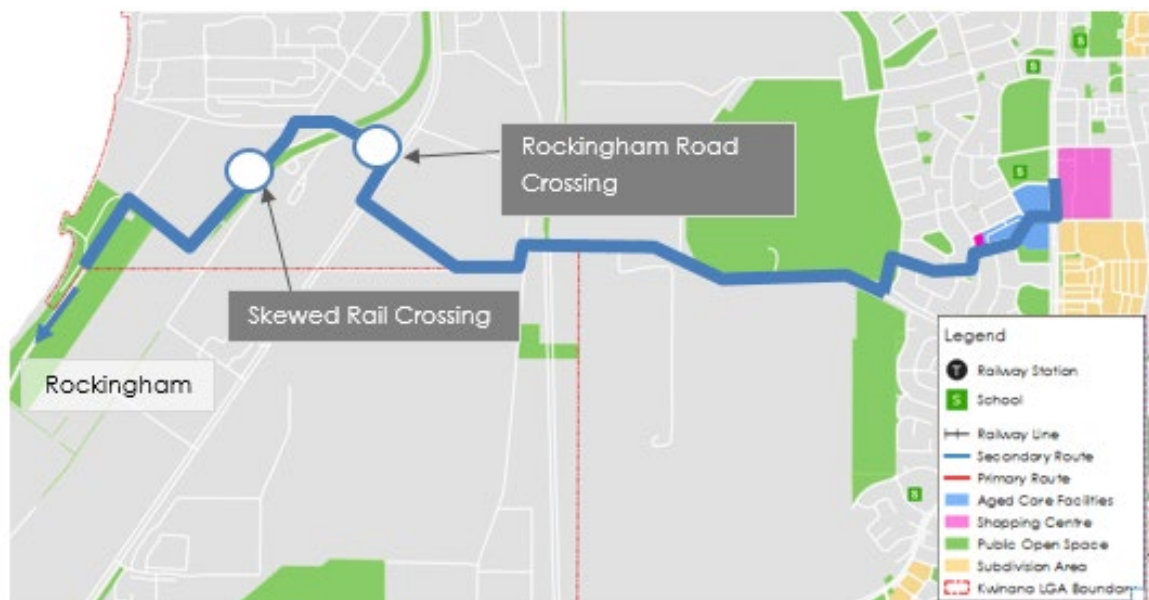 S
S
Rockingham Road
Crossing
S
Skewed Rail Crossing
Rockingham
Legend
T Railway Station
S School
Railway Line
Secondary Route
Primary Route
Aged Care Facilities
Shopping Centre
Public Open Space
S
Subdivision Area
Kwinana LGA Boundary